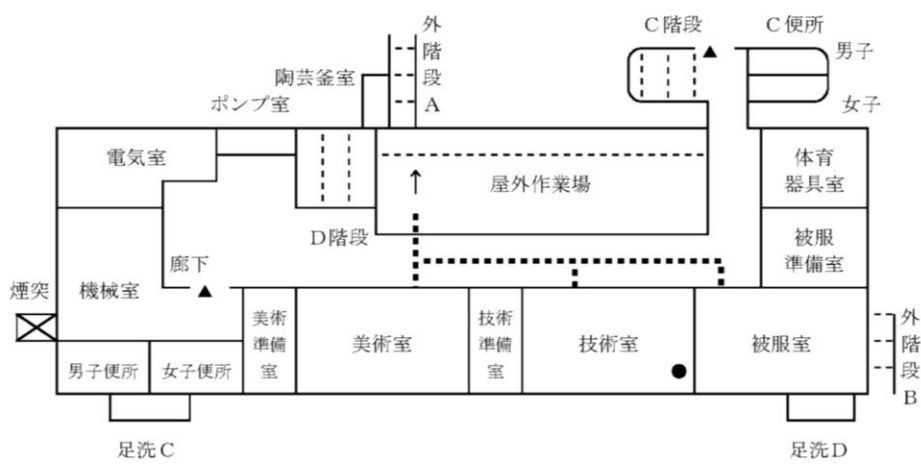 外階段A
C階段
C便所
男子
陶芸釜室
ポンプ室
女子
電気室
屋外作業場
体育
器具室
D階段
被服
準備室
廊下
煙突
機械室
美術
準備
室
美術室
技術
準備
室
技術室
被服室
外階段B
男子便所
女子便所
足洗C
足洗D